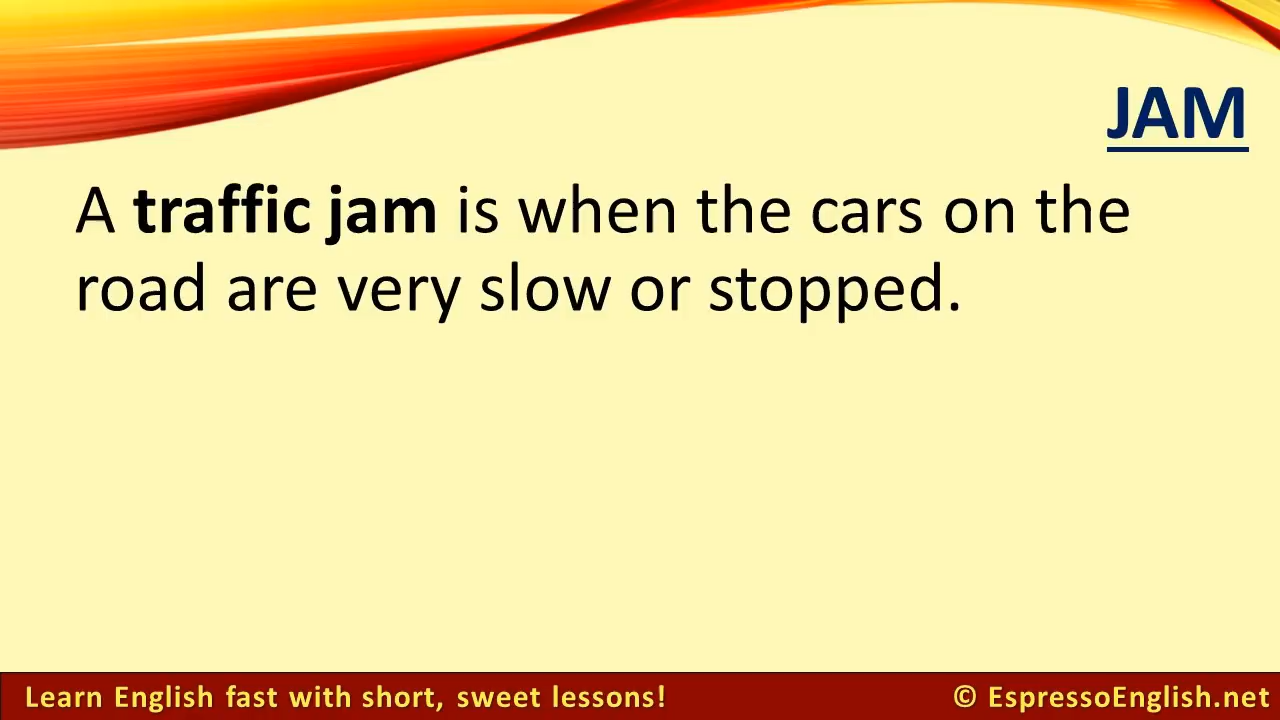 JAM
A traffic jam is when the cars on the
road are very slow or stopped.
Learn English fast with short, sweet lessons!
© EspressoEnglish.net